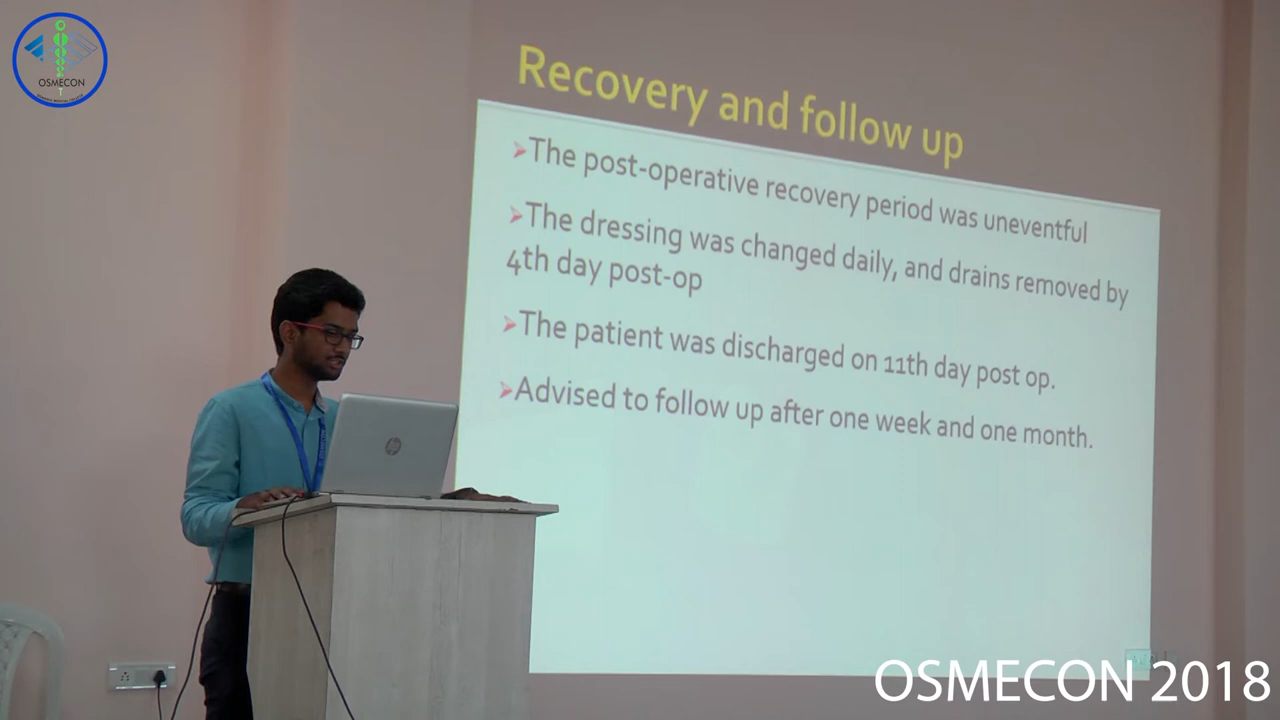 OSMECON
Recovery and follow up
The post-operative recovery period was uneventful
The dressing was changed daily, and drains removed by
4th day post-op
The patient was discharged on 11th day post op.
Advised to follow up after one week and one month.
hp
OSMECON 2018